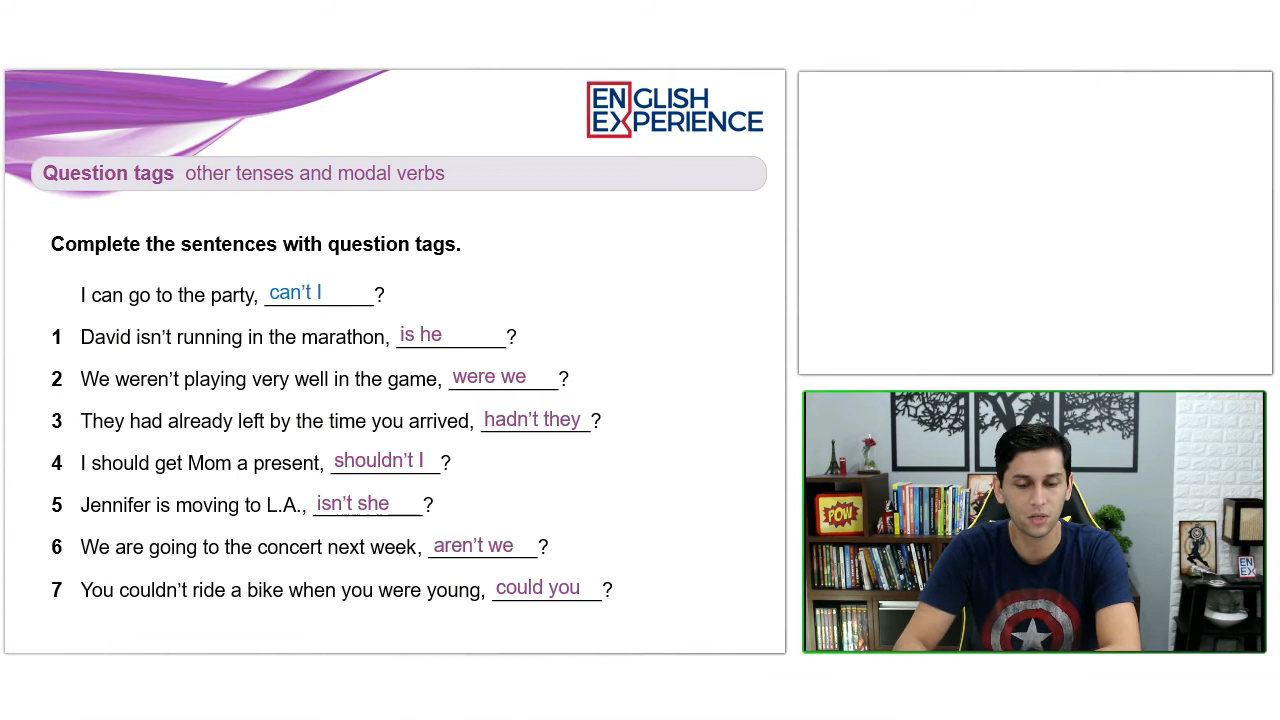 ENGLISH
EXPERIENCE
Question tags other tenses and modal verbs
Complete the sentences with question tags.
I can go to the party, can't I?
1 David isn't running in the marathon, is he?
2 We weren't playing very well in the game, were we?
3 They had already left by the time you arrived, hadn't they?
4 I should get Mom a present, shouldn't I?
5 Jennifer is moving to L.A., isn't she?
6 We are going to the concert next week, aren't we?
7 You couldn't ride a bike when you were young, could you?
POW
EN
EX